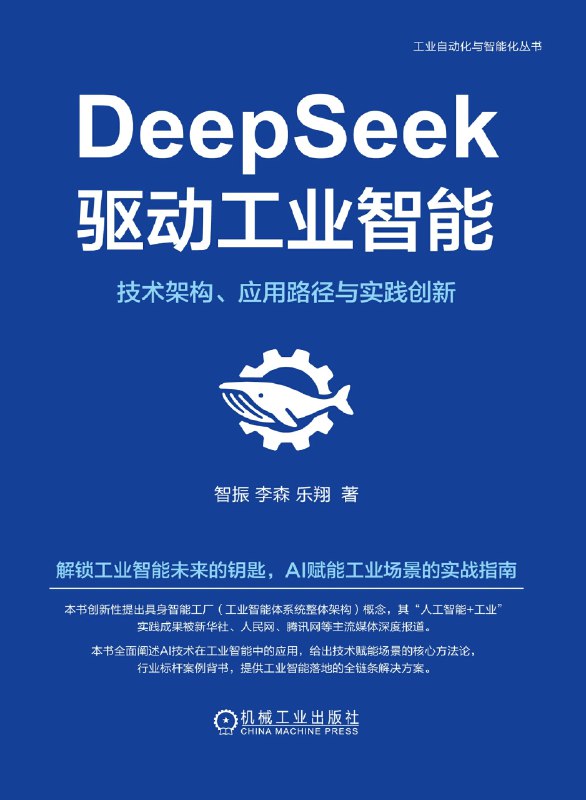 工业自动化与智能化丛书
DeepSeek
驱动工业智能
技术架构、应用路径与实践创新
智振 李森 乐翔 著
解锁工业智能未来的钥匙，AI赋能工业场景的实战指南
本书创新性提出具身智能工厂（工业智能体系统整体架构）概念，其“人工智能+工业”
实践成果被新华社、人民网、腾讯网等主流媒体深度报道。
本书全面阐述AI技术在工业智能中的应用，给出技术赋能场景的核心方法论，
行业标杆案例背书，提供工业智能落地的全链条解决方案。
机械工业出版社
CHINA MACHINE PRESS